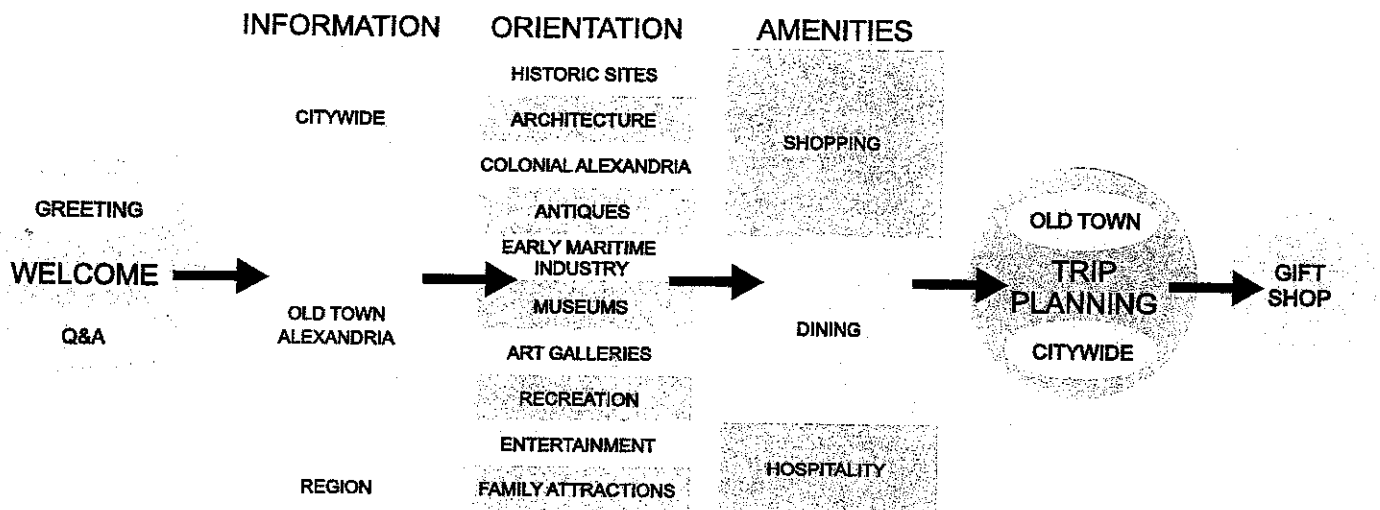 INFORMATION
ORIENTATION
AMENITIES
GREETING
WELCOME
Q&A
CITYWIDE
OLD TOWN
ALEXANDRIA
REGION
HISTORIC SITES
ARCHITECTURE
COLONIAL ALEXANDRIA
ANTIQUES
EARLY MARITIME
INDUSTRY
MUSEUMS
ART GALLERIES
RECREATION
ENTERTAINMENT
FAMILY ATTRACTIONS
SHOPPING
DINING
HOSPITALITY
OLD TOWN
TRIP
PLANNING
CITYWIDE
GIFT
SHOP